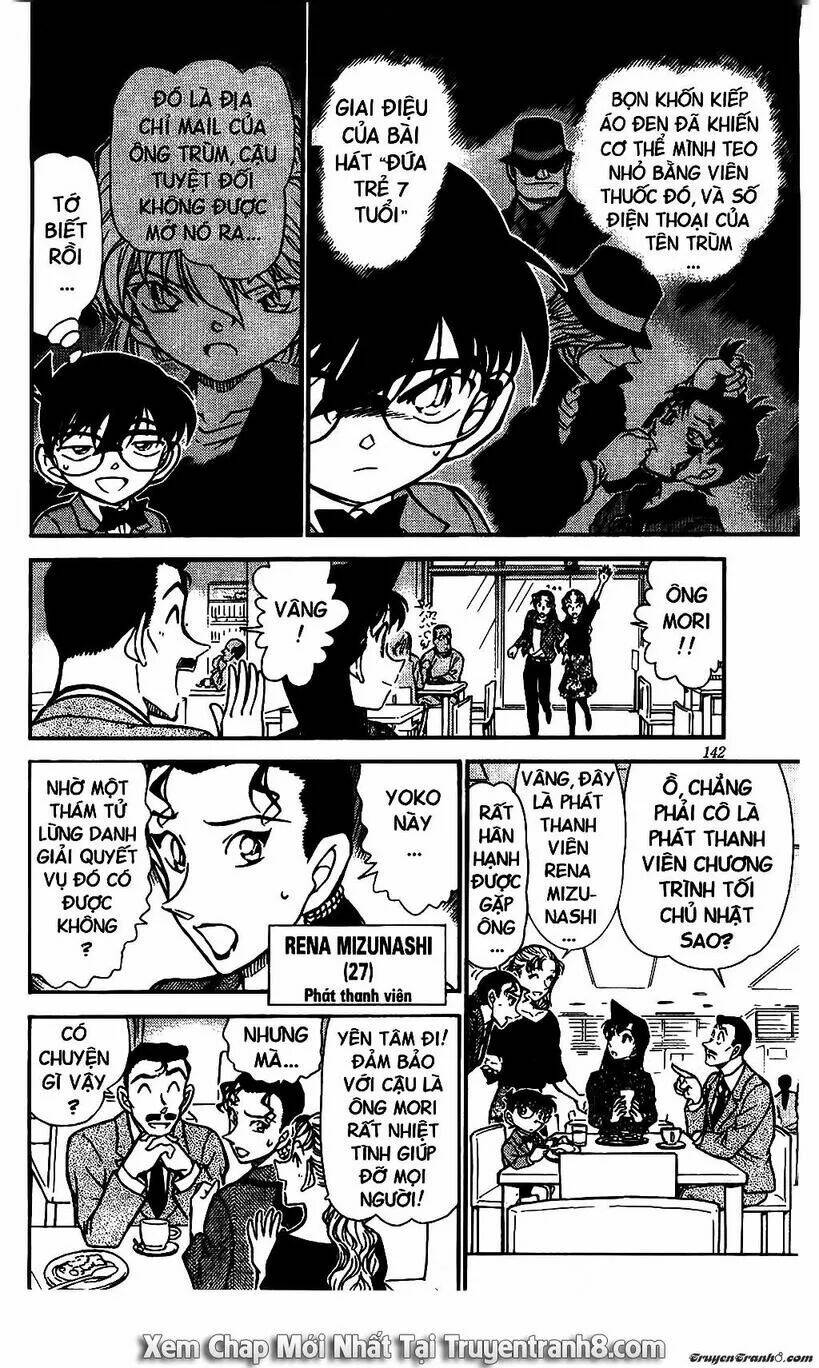 BỌN KHỐN KIẾP
ÁO ĐEN ĐÃ KHIẾN
CƠ THỂ MÌNH TEO
NHỎ BẰNG VIÊN
THUỐC ĐÓ, VÀ SỐ
ĐIỆN THOẠI CỦA
TÊN TRÙM
...
GIAI ĐIỆU
CỦA BÀI
HÁT “ĐỨA
TRẺ 7
TUỔI”
ĐÓ LÀ ĐỊA
CHỈ MAIL CỦA
ÔNG TRÙM, CẬU
TUYỆT ĐỐI
KHÔNG ĐƯỢC
MỞ NÓ RA...
TỚ
BIẾT
RỒI
...
ÔNG
MORI
!!
VÂNG
!
142
Ồ, CHẲNG
PHẢI CÔ LÀ
PHÁT THANH
VIÊN CHƯƠNG
TRÌNH TỐI
CHỦ NHẬT
SAO?
VÂNG, ĐÂY
LÀ PHÁT
THANH
VIÊN
RENA
MIZU-
NASHI
...
RẤT
HÂN
HẠNH
ĐƯỢC
GẶP
ÔNG
...
YOKO
NÀY
...
NHỜ MỘT
THÁM TỬ
LỪNG DANH
GIẢI QUYẾT
VỤ ĐÓ CÓ
ĐƯỢC
KHÔNG
?
RENA MIZUNASHI
(27)
Phát thanh viên
YÊN TÂM ĐI!
ĐẢM BẢO
VỚI CẬU LÀ
ÔNG MORI
RẤT NHIỆT
TÌNH GIÚP
ĐỠ MỌI
NGƯỜI!
NHƯNG
MÀ...
CÓ
CHUYỆN
GÌ VẬY
?
Xem Chap Mới Nhất Tại Truyentranh8.com
TruyenTranh8.com